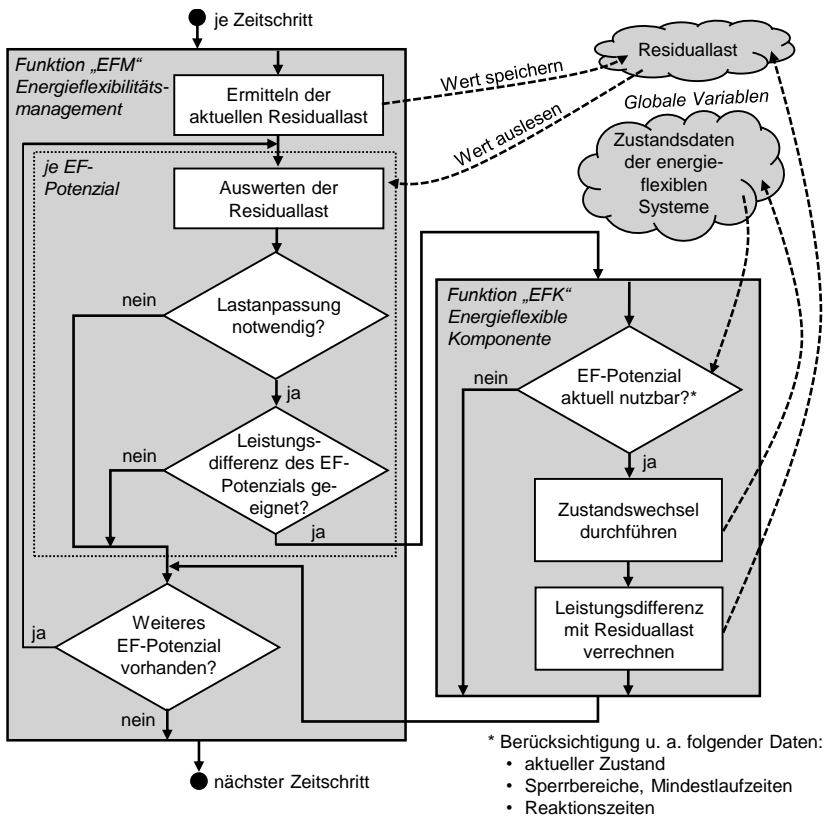 je Zeitschritt
Funktion „EFM“
Energieflexibilitäts-
management
Ermitteln der
aktuellen Residuallast
Wert speichern
Residuallast
Wert auslesen
Globale Variablen
Zustandsdaten
der energie-
flexiblen
Systeme
je EF-
Potenzial
Auswerten der
Residuallast
nein
Lastanpassung
notwendig?
ja
nein
Leistungs-
differenz des EF-
Potenzials ge-
eignet?
ja
Funktion „EFK“
Energieflexible
Komponente
nein
EF-Potenzial
aktuell nutzbar?*
ja
Zustandswechsel
durchführen
Leistungsdifferenz
mit Residuallast
verrechnen
ja
Weiteres
EF-Potenzial
vorhanden?
nein
nächster Zeitschritt
* Berücksichtigung u. a. folgender Daten:
• aktueller Zustand
• Sperrbereiche, Mindestlaufzeiten
• Reaktionszeiten